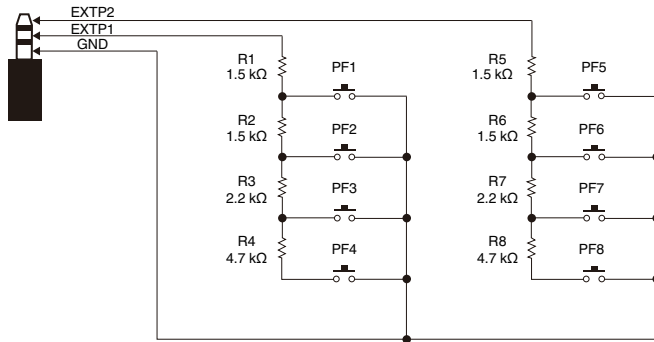 EXTP2
EXTP1
GND
R1
1.5 kΩ
PF1
R2
1.5 kΩ
PF2
R3
2.2 kΩ
PF3
R4
4.7 kΩ
PF4
R5
1.5 kΩ
PF5
R6
1.5 kΩ
PF6
R7
2.2 kΩ
PF7
R8
4.7 kΩ
PF8